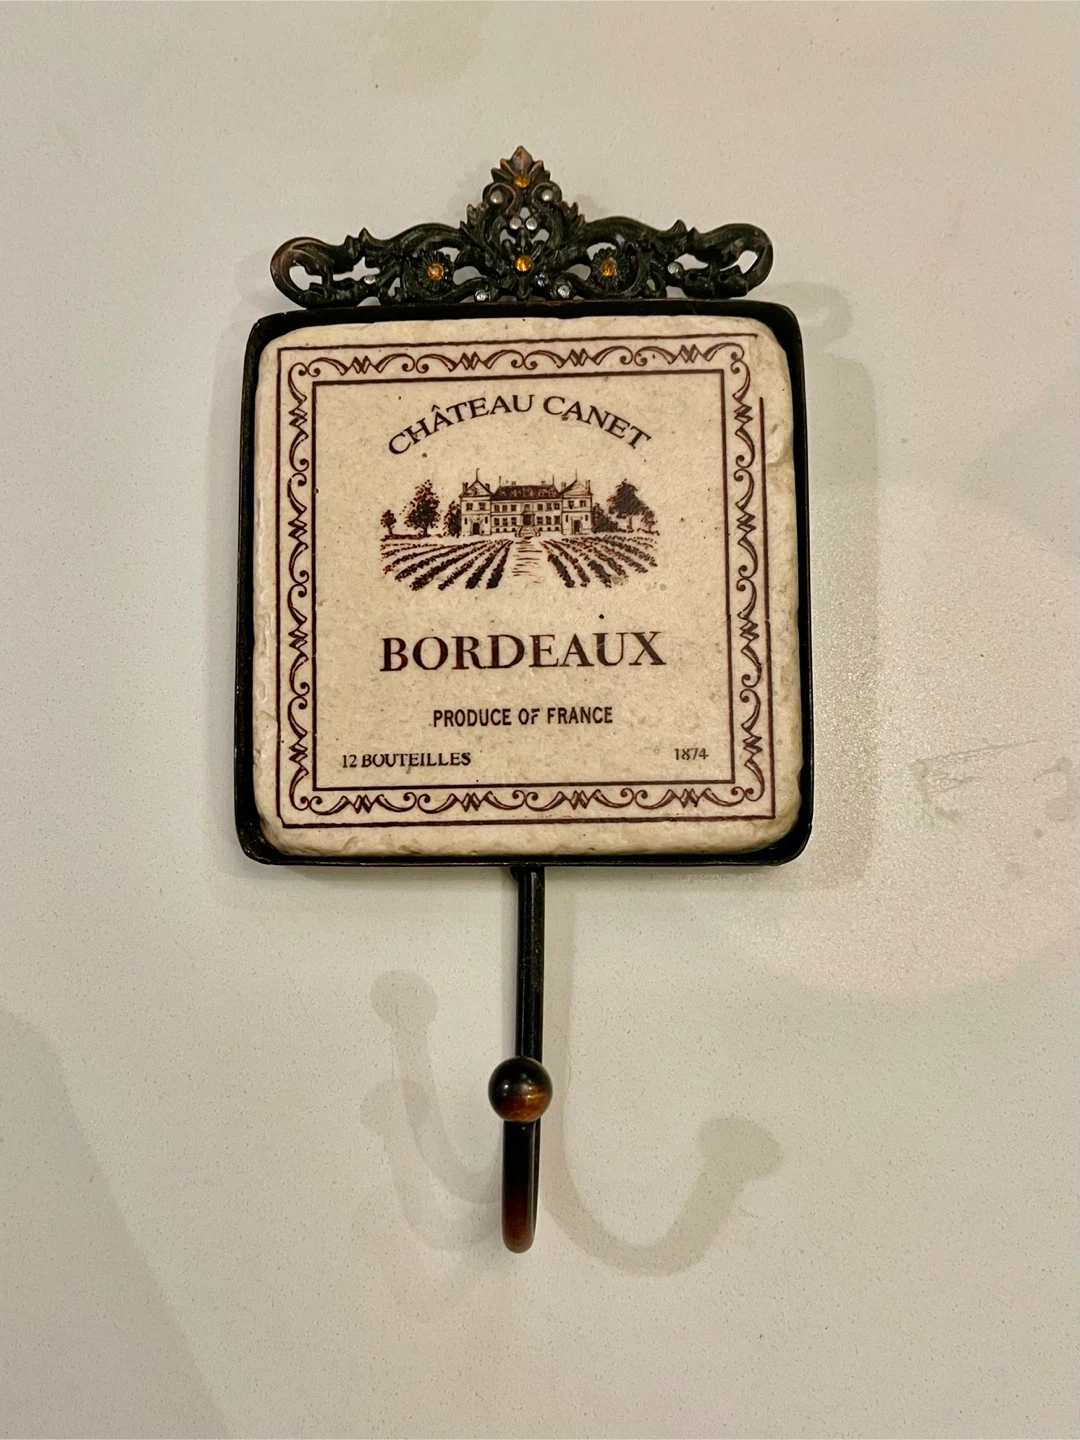 CHÂTEAU CANET
BORDEAUX
PRODUCE OF FRANCE
12 BOUTEILLES 1874